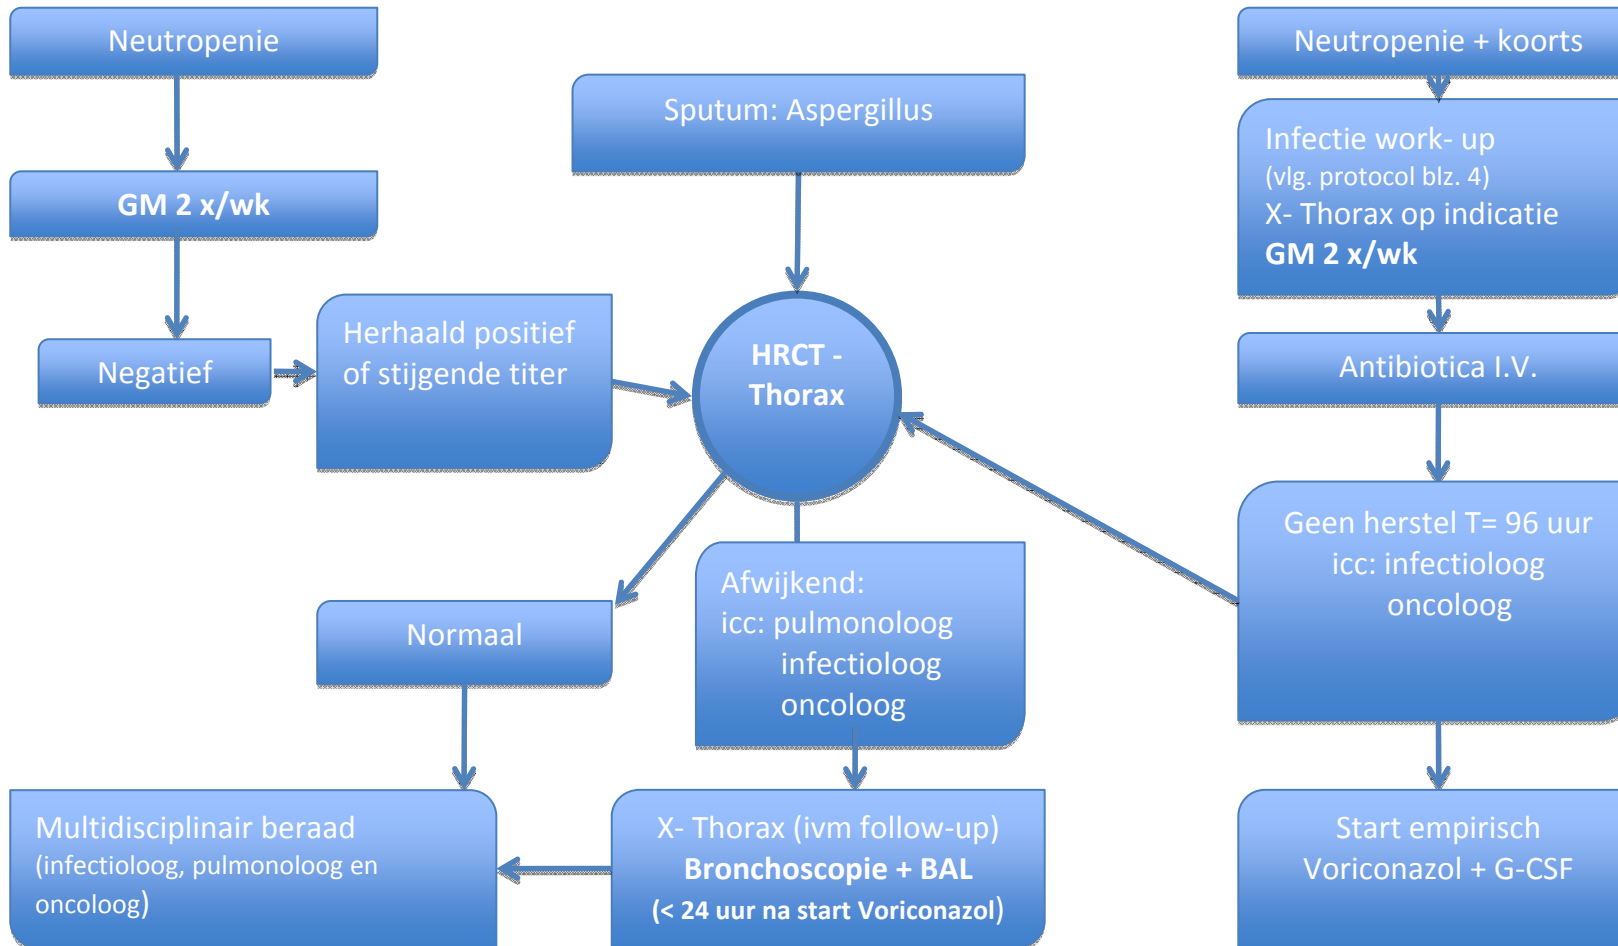 Neutropenie
GM 2 x/wk
Negatief
Herhaald positief
of stijgende titer
Sputum: Aspergillus
HRCT -
Thorax
Normaal
Afwijkend:
icc: pulmonoloog
infectioloog
oncoloog
Multidisciplinair beraad
(infectioloog, pulmonoloog en
oncoloog)
X- Thorax (ivm follow-up)
Bronchoscopie + BAL
(< 24 uur na start Voriconazol)
Neutropenie + koorts
Infectie work- up
(vlg. protocol blz. 4)
X- Thorax op indicatie
GM 2 x/wk
Antibiotica I.V.
Geen herstel T= 96 uur
icc: infectioloog
oncoloog
Start empirisch
Voriconazol + G-CSF